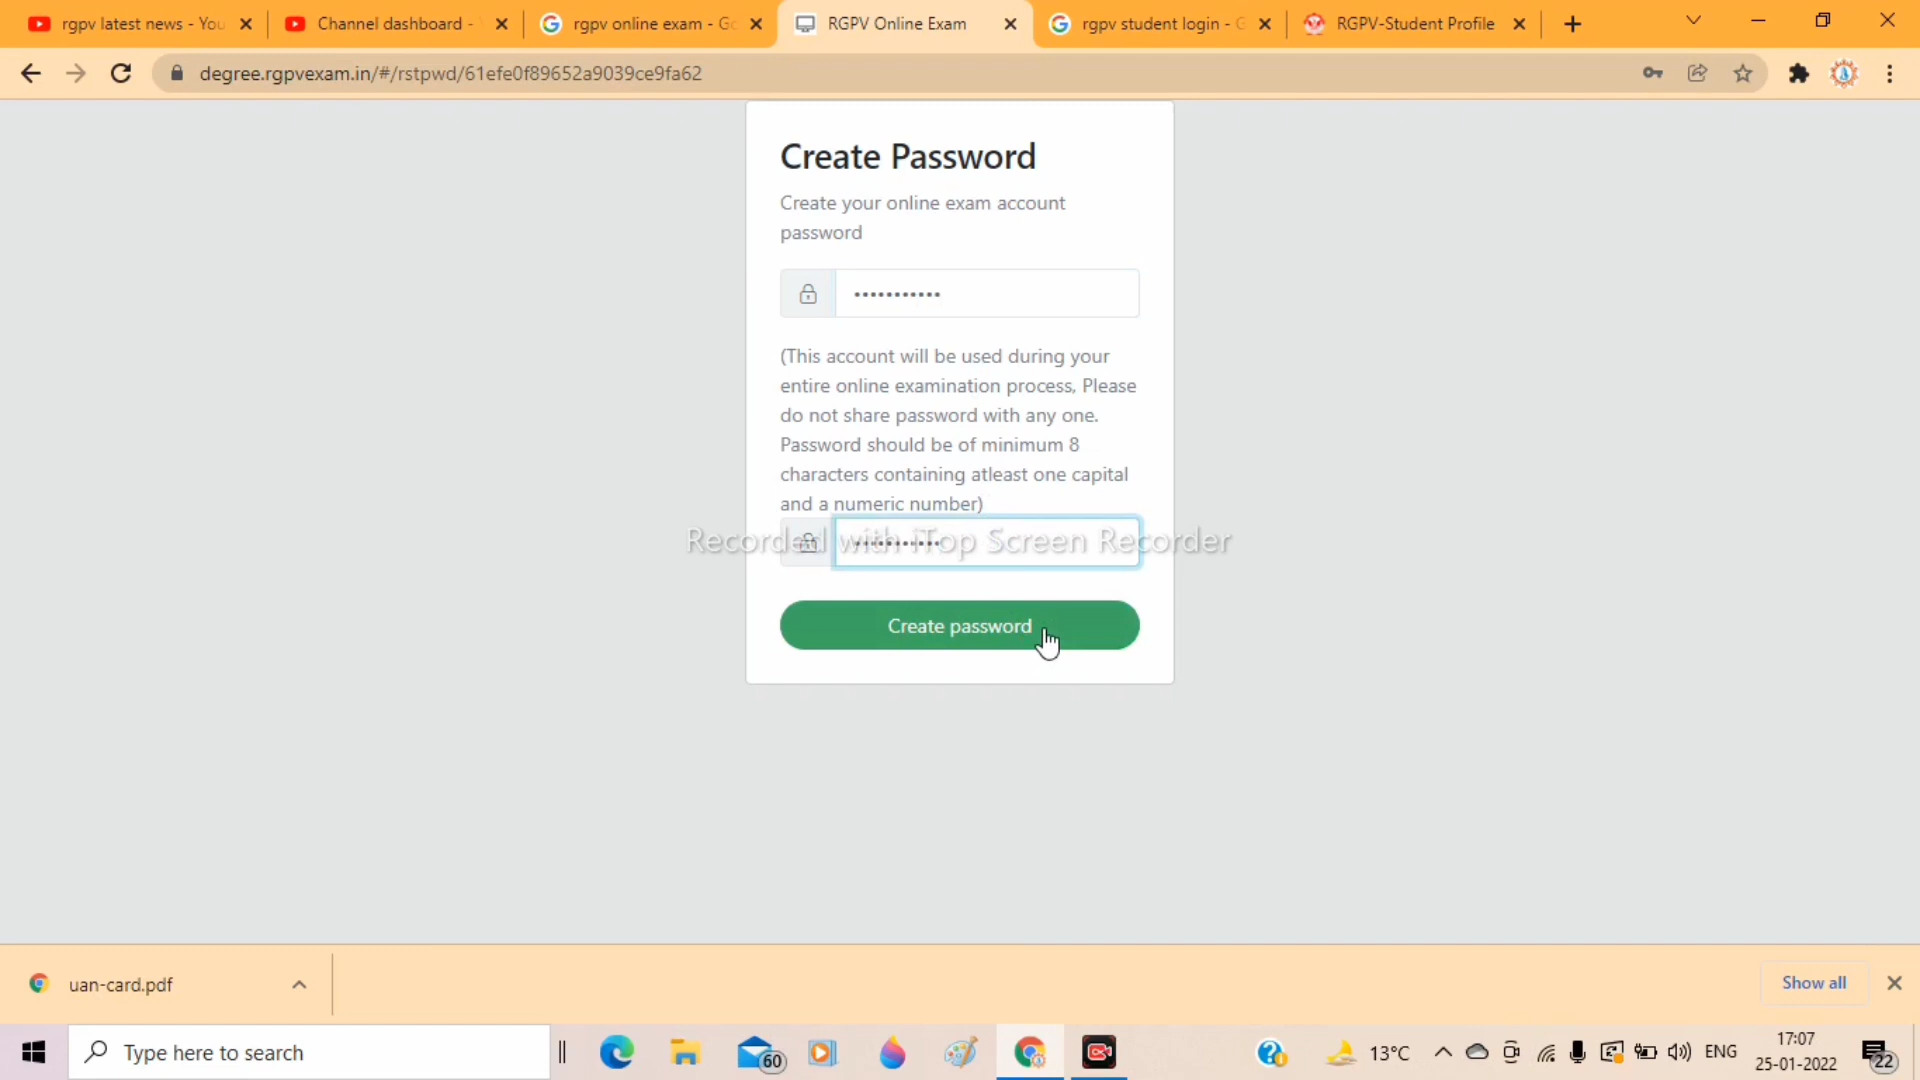 rgpv latest news - You
Channel dashboard -
rgpv online exam - Go
RGPV Online Exam
rgpv student login - G
RGPV-Student Profile
degree.rgpvexam.in/#/rstpwd/61efe0f89652a9039ce9fa62
Create Password
Create your online exam account
password
(This account will be used during your
entire online examination process, Please
do not share password with any one.
Password should be of minimum 8
characters containing atleast one capital
and a numeric number)
Recorded with iTop Screen Recorder
Create password
uan-card.pdf
Show all
Type here to search
60
13°C
ENG
17:07
25-01-2022
22